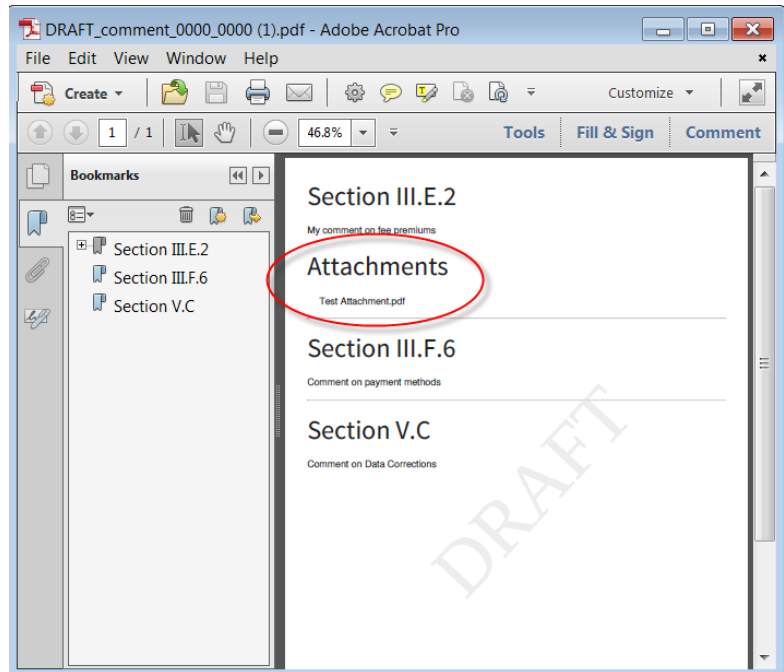 DRAFT_comment_0000_0000 (1).pdf - Adobe Acrobat Pro
File Edit View Window Help
Create Customize
1 / 1 46.8% Tools Fill & Sign Comment
Bookmarks
Section III.E.2
Section III.F.6
Section V.C
Section III.E.2
My comment on fee premiums
Attachments
Test Attachment.pdf
Section III.F.6
Comment on payment methods
Section V.C
Comment on Data Corrections
DRAFT